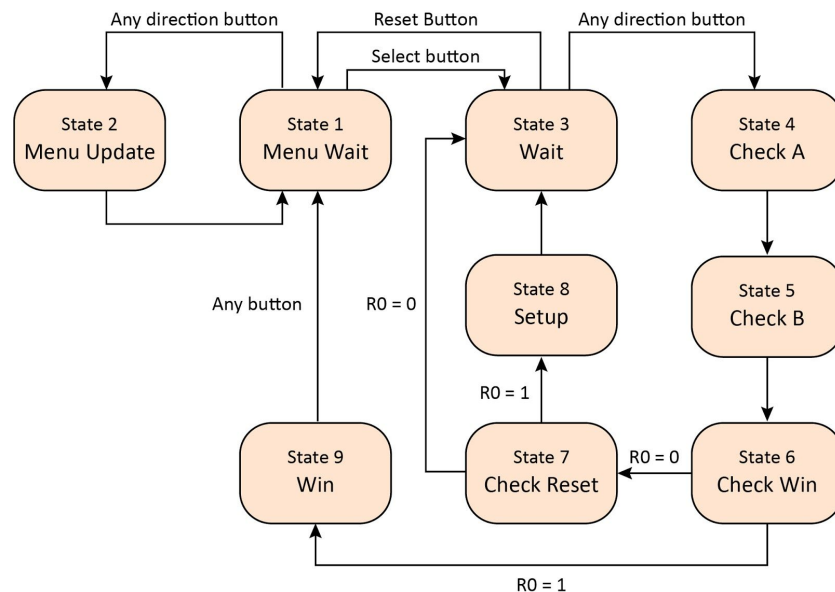 Any direction button
Reset Button
Any direction button
Select button
State 2
Menu Update
State 1
Menu Wait
State 3
Wait
State 4
Check A
Any button
R0 = 0
State 8
Setup
State 5
Check B
R0 = 1
State 9
Win
State 7
Check Reset
R0 = 0
State 6
Check Win
R0 = 1